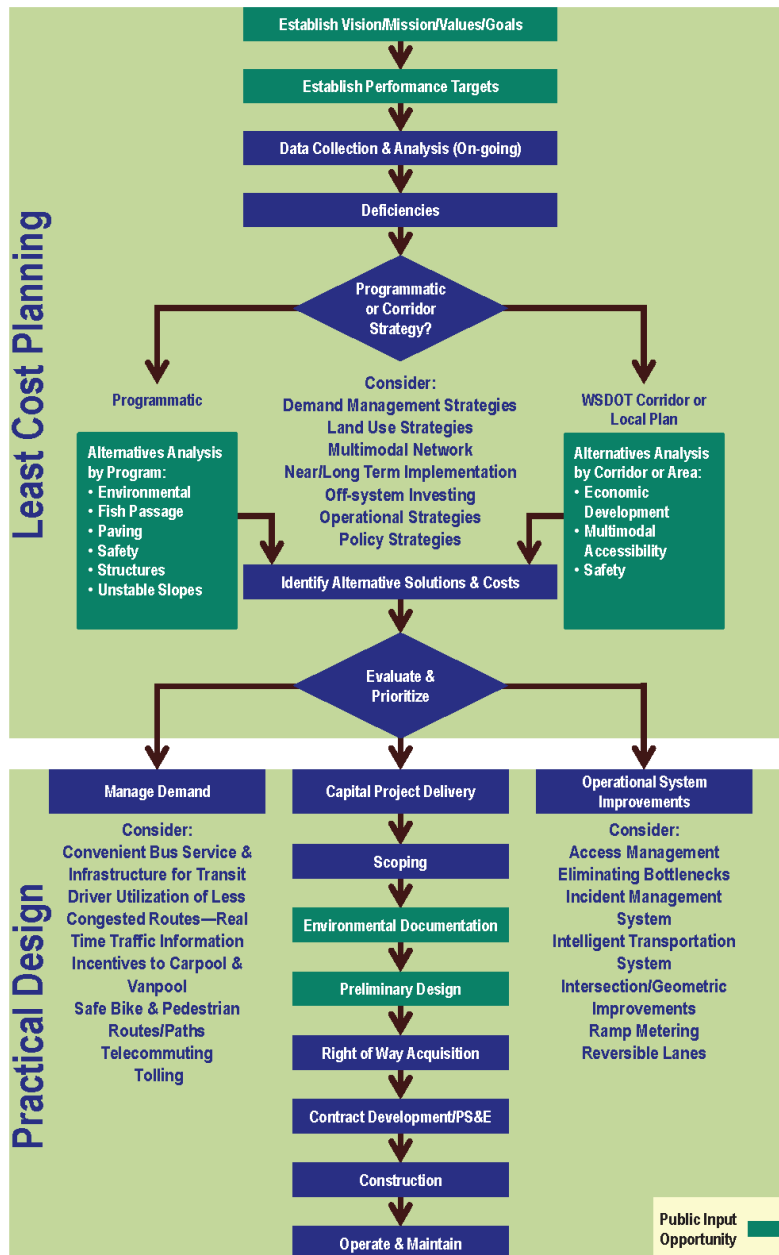 Least Cost Planning
Establish Vision/Mission/Values/Goals
Establish Performance Targets
Data Collection & Analysis (On-going)
Deficiencies
Programmatic
or Corridor
Strategy?
Programmatic
Alternatives Analysis
by Program:
• Environmental
• Fish Passage
• Paving
• Safety
• Structures
• Unstable Slopes
Consider:
Demand Management Strategies
Land Use Strategies
Multimodal Network
Near/Long Term Implementation
Off-system Investing
Operational Strategies
Policy Strategies
WSDOT Corridor or
Local Plan
Alternatives Analysis
by Corridor or Area:
• Economic
Development
• Multimodal
Accessibility
• Safety
Identify Alternative Solutions & Costs
Evaluate &
Prioritize
Practical Design
Manage Demand
Consider:
Convenient Bus Service &
Infrastructure for Transit
Driver Utilization of Less
Congested Routes—Real
Time Traffic Information
Incentives to Carpool &
Vanpool
Safe Bike & Pedestrian
Routes/Paths
Telecommuting
Tolling
Capital Project Delivery
Scoping
Environmental Documentation
Preliminary Design
Right of Way Acquisition
Contract Development/PS&E
Construction
Operate & Maintain
Operational System
Improvements
Consider:
Access Management
Eliminating Bottlenecks
Incident Management
System
Intelligent Transportation
System
Intersection/Geometric
Improvements
Ramp Metering
Reversible Lanes
Public Input
Opportunity